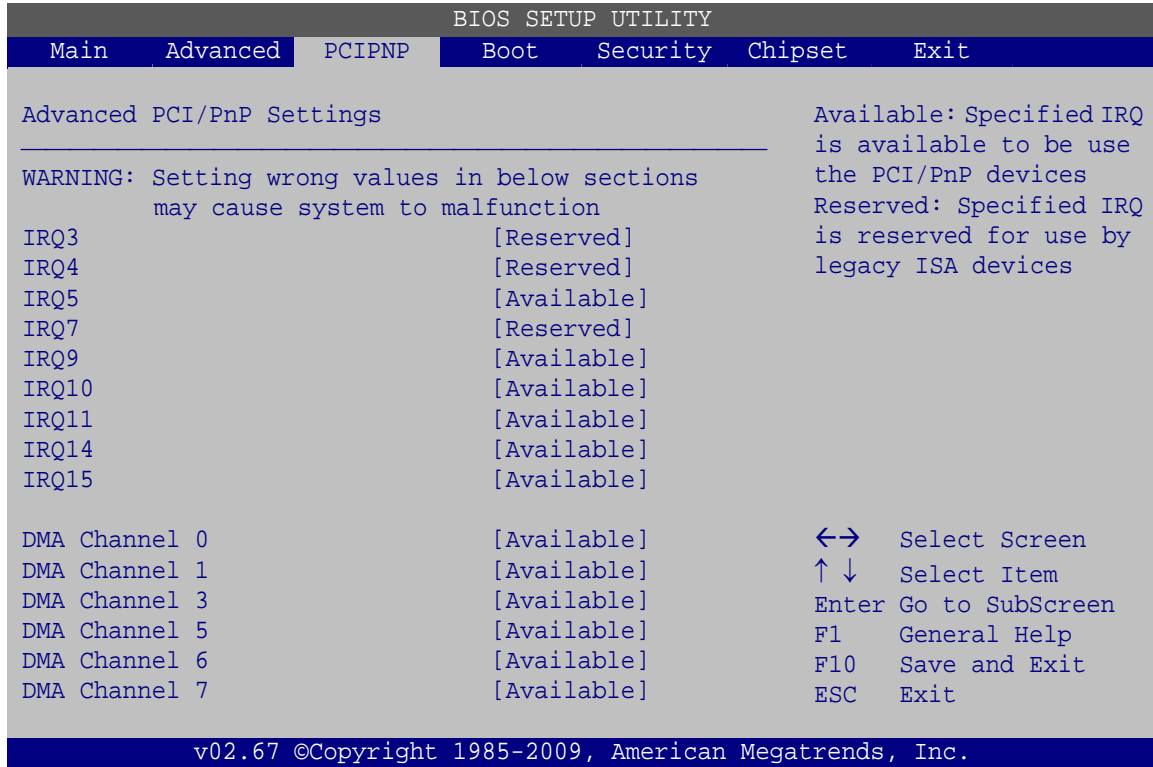 BIOS SETUP UTILITY
Main Advanced PCIPNP Boot Security Chipset Exit
Advanced PCI/PnP Settings
WARNING: Setting wrong values in below sections
may cause system to malfunction
IRQ3 [Reserved]
IRQ4 [Reserved]
IRQ5 [Available]
IRQ7 [Reserved]
IRQ9 [Available]
IRQ10 [Available]
IRQ11 [Available]
IRQ14 [Available]
IRQ15 [Available]
DMA Channel 0 [Available]
DMA Channel 1 [Available]
DMA Channel 3 [Available]
DMA Channel 5 [Available]
DMA Channel 6 [Available]
DMA Channel 7 [Available]
Available: Specified IRQ
is available to be use
the PCI/PnP devices
Reserved: Specified IRQ
is reserved for use by
legacy ISA devices
←→ Select Screen
↑ ↓ Select Item
Enter Go to SubScreen
F1 General Help
F10 Save and Exit
ESC Exit
v02.67 ©Copyright 1985-2009, American Megatrends, Inc.